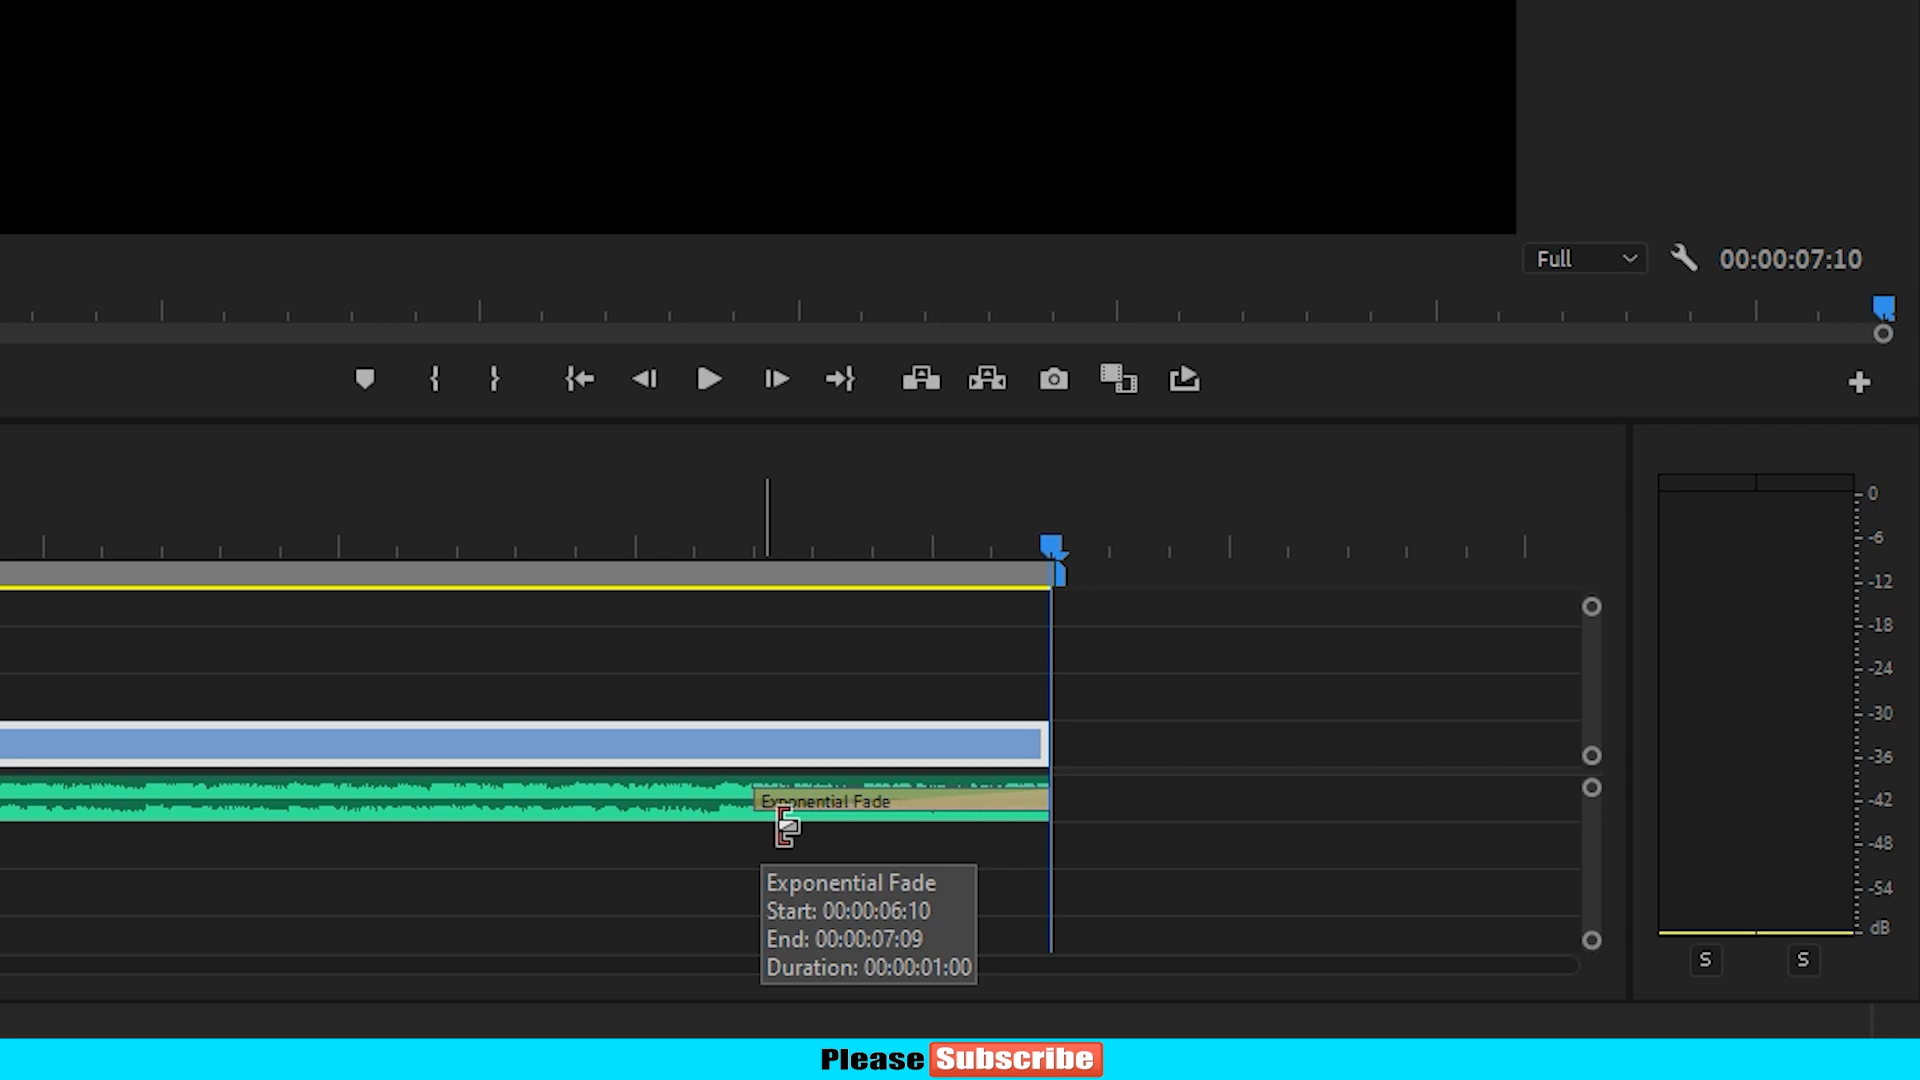 Full
00:00:07:10
0
-6
-12
-18
-24
-30
-36
-42
-48
-54
dB
S S
Exponential Fade
Exponential Fade
Start: 00:00:06:10
End: 00:00:07:09
Duration: 00:00:01:00
Please Subscribe